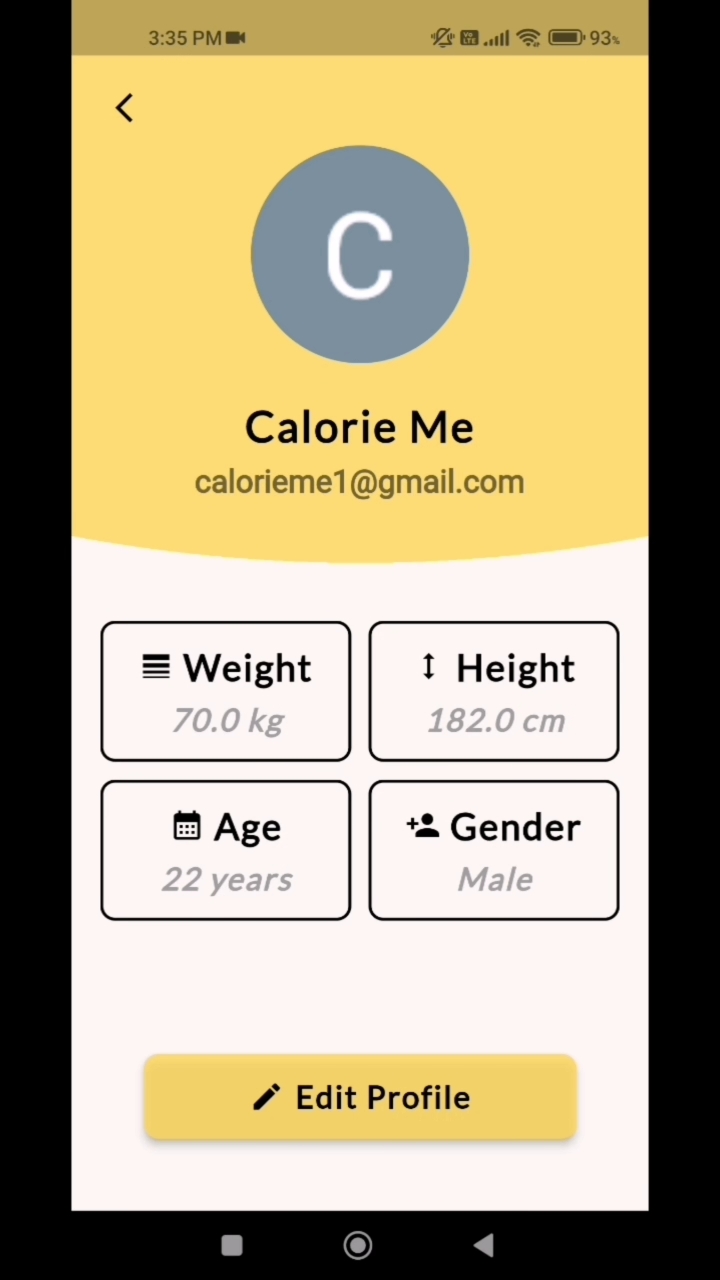 3:35 PM 93%
C
Calorie Me
calorieme1@gmail.com
Weight Height
70.0 kg 182.0 cm
Age Gender
22 years Male
Edit Profile